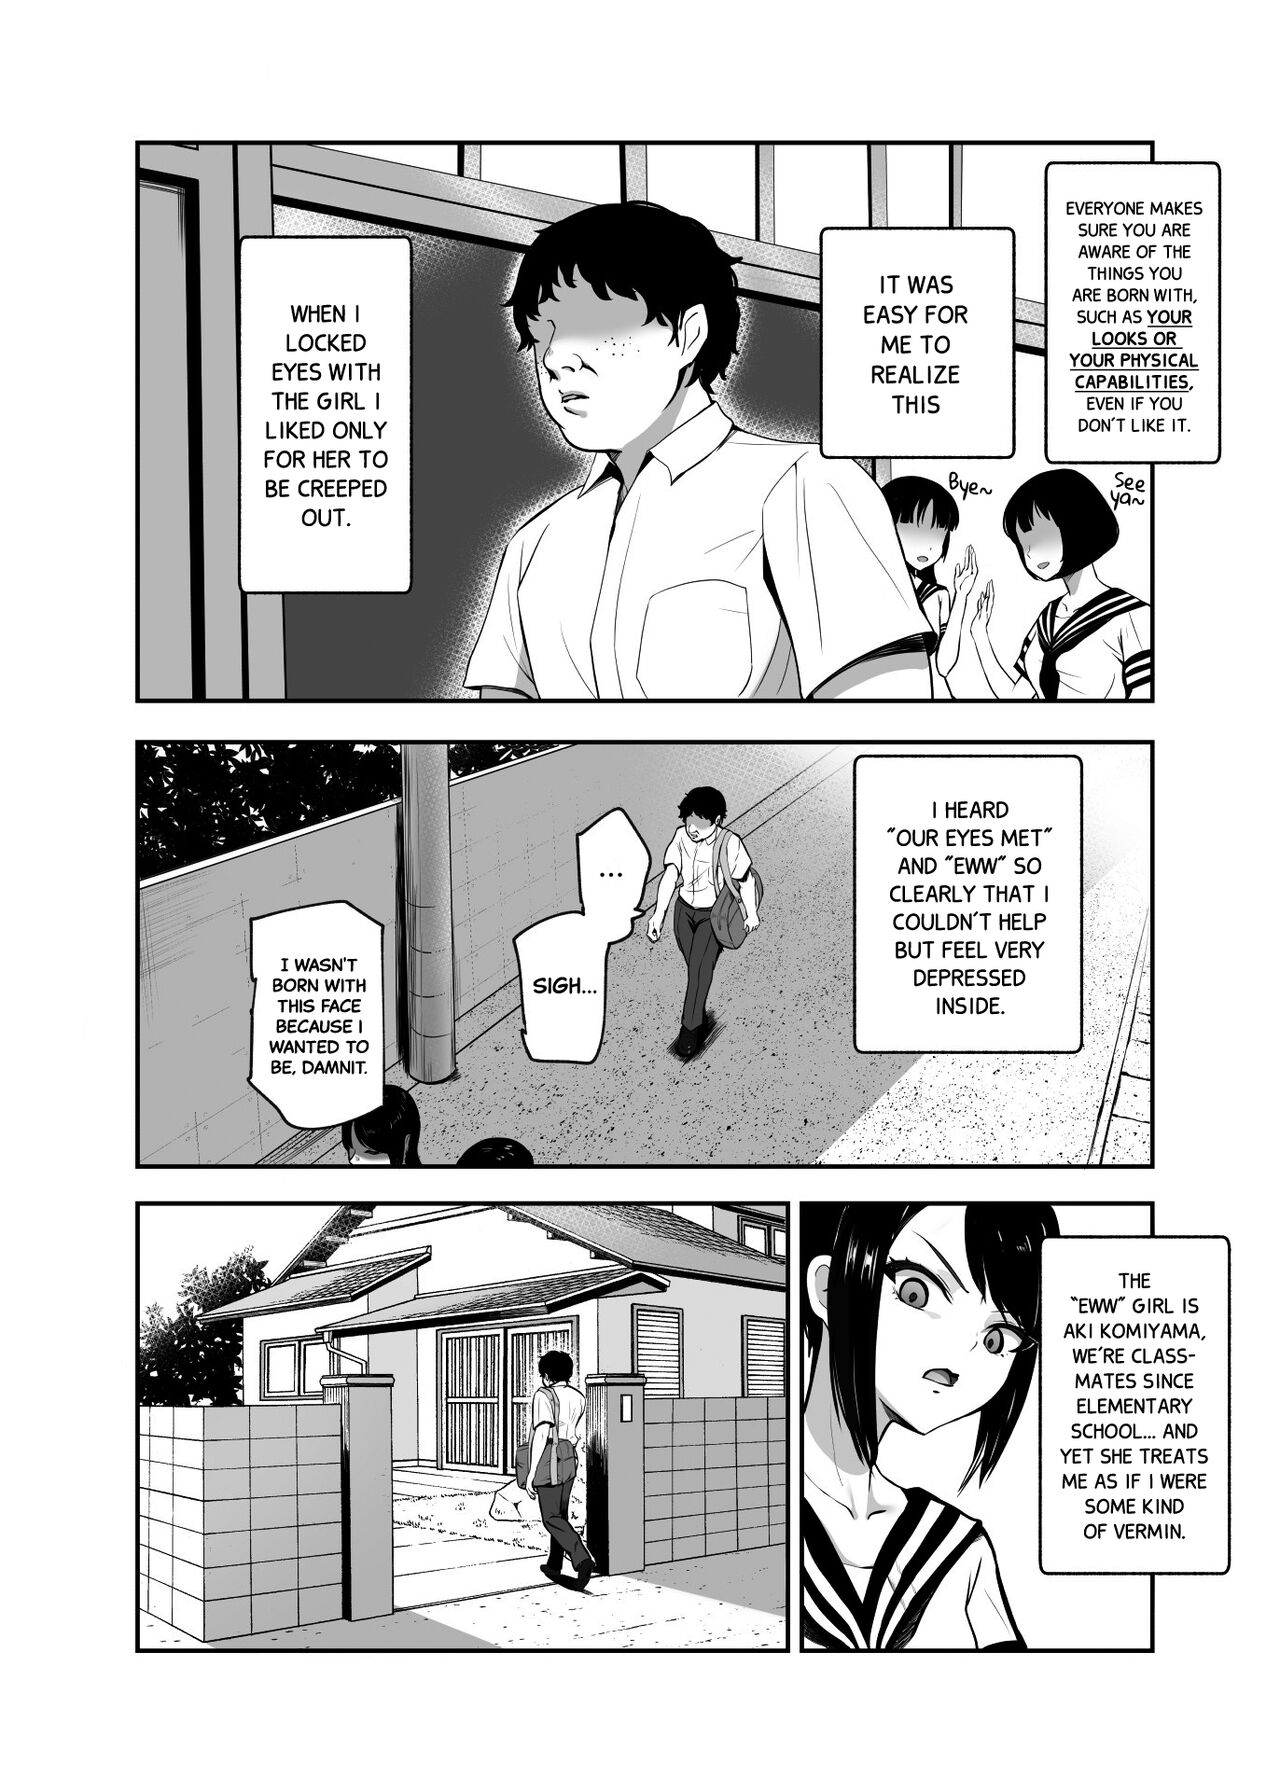 EVERYONE MAKES
SURE YOU ARE
AWARE OF THE
THINGS YOU
ARE BORN WITH,
SUCH AS YOUR
LOOKS OR
YOUR PHYSICAL
CAPABILITIES,
EVEN IF YOU
DON'T LIKE IT.
IT WAS
EASY FOR
ME TO
REALIZE
THIS
See
ya~
Bye~
WHEN I
LOCKED
EYES WITH
THE GIRL I
LIKED ONLY
FOR HER TO
BE CREEPED
OUT.
I HEARD
"OUR EYES MET"
AND "EWW" SO
CLEARLY THAT I
COULDN'T HELP
BUT FEEL VERY
DEPRESSED
INSIDE.
...
SIGH...
I WASN'T
BORN WITH
THIS FACE
BECAUSE I
WANTED TO
BE, DAMNIT.
THE
"EWW" GIRL IS
AKI KOMIYAMA,
WE'RE CLASS-
MATES SINCE
ELEMENTARY
SCHOOL... AND
YET SHE TREATS
ME AS IF I WERE
SOME KIND
OF VERMIN.